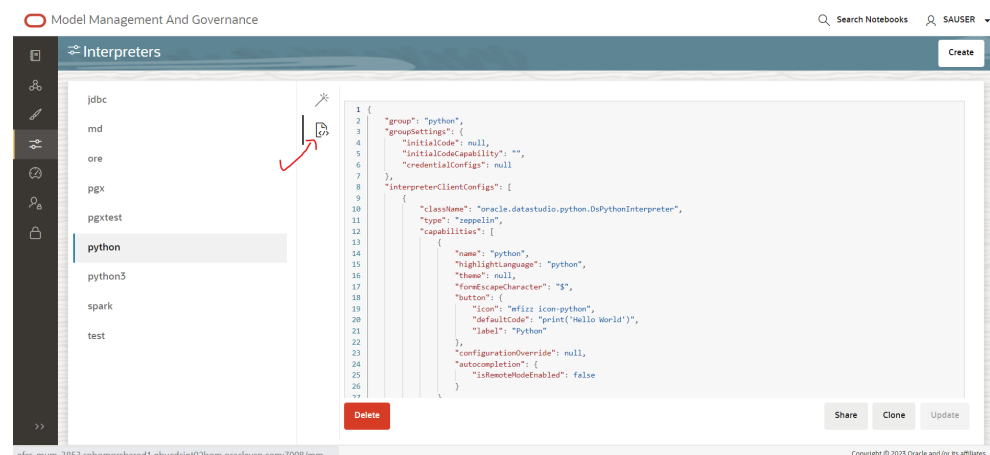 Model Management And Governance
Search Notebooks
SAUSER
Interpreters
Create
jdbc
md
ore
pgx
pgxtest
python
python3
spark
test
1 {
2 "group": "python",
3 "groupSettings": {
4 "initialCode": null,
5 "initialCodeCapability": "",
6 "credentialConfigs": null
7 },
8 "interpreterClientConfigs": [
9 {
10 "className": "oracle.datastudio.python.DsPythonInterpreter",
11 "type": "zeppelin",
12 "capabilities": [
13 {
14 "name": "python",
15 "highlightLanguage": "python",
16 "theme": null,
17 "formEscapeCharacter": "$",
18 "button": {
19 "icon": "mfizz icon-python",
20 "defaultCode": "print('Hello World')",
21 "label": "Python"
22 },
23 "configurationOverride": null,
24 "autocompletion": {
25 "isRemoteModeEnabled": false
26 }
27 }
Delete
Share
Clone
Update
Copyright © 2023 Oracle and/or its affiliates